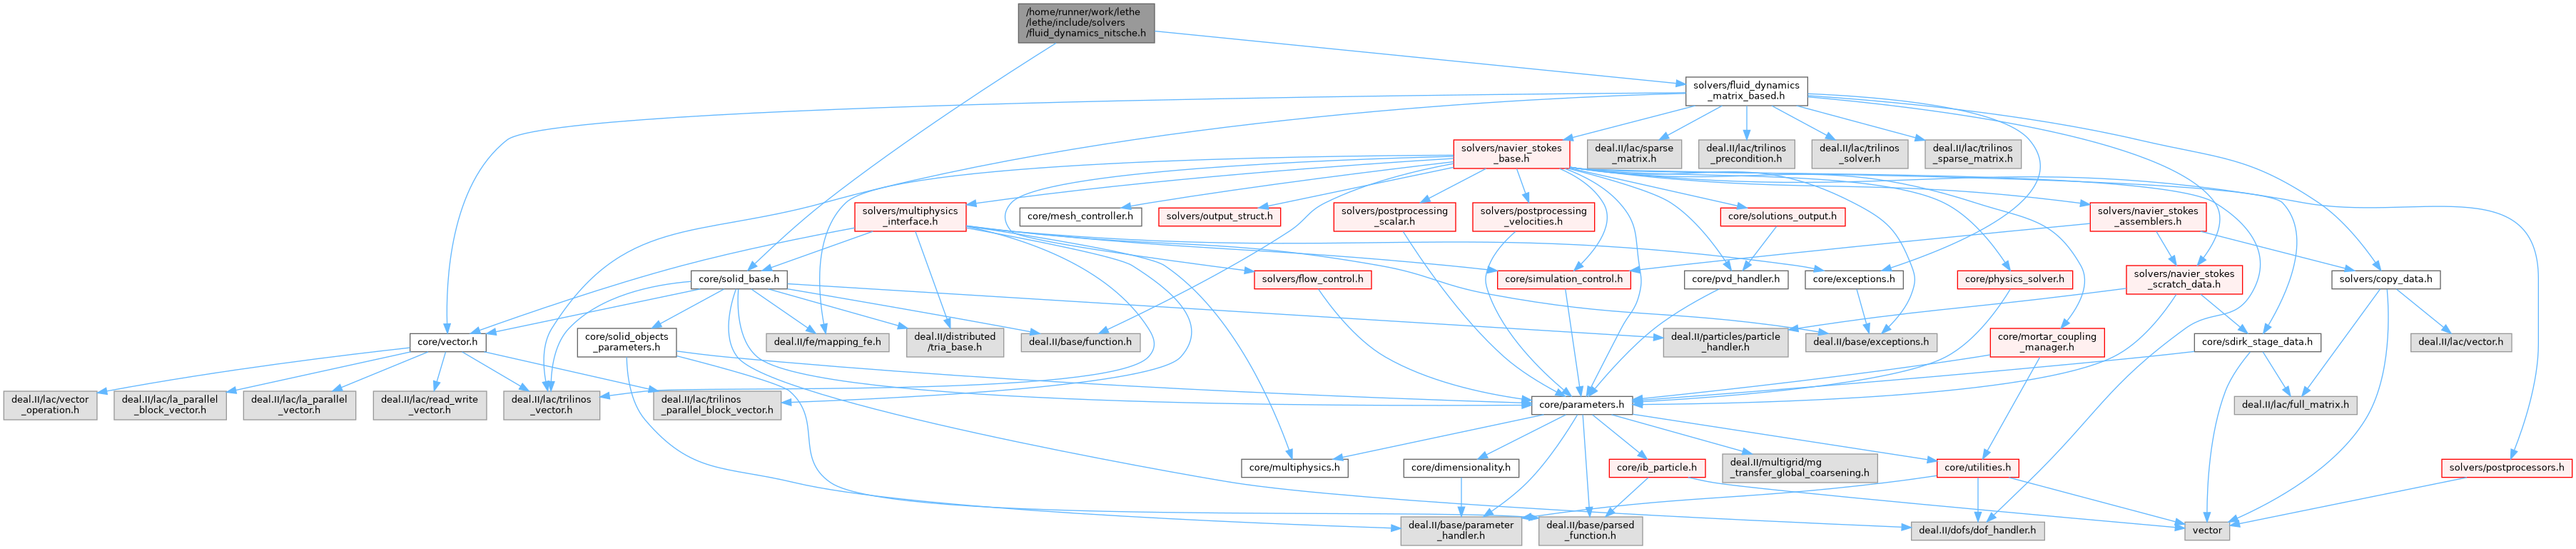 /home/runner/work/lethe
/lethe/include/solvers
/fluid_dynamics_nitsche.h
solvers/fluid_dynamics
_matrix_based.h
solvers/navier_stokes
_base.h
deal.II/lac/sparse
_matrix.h
deal.II/lac/trilinos
_precondition.h
deal.II/lac/trilinos
_solver.h
deal.II/lac/trilinos
_sparse_matrix.h
solvers/multiphysics
_interface.h
core/mesh_controller.h
solvers/output_struct.h
solvers/postprocessing
_scalar.h
solvers/postprocessing
_velocities.h
core/solutions_output.h
solvers/navier_stokes
_assemblers.h
core/solid_base.h
solvers/flow_control.h
core/simulation_control.h
core/pvd_handler.h
core/exceptions.h
core/physics_solver.h
solvers/navier_stokes
_scratch_data.h
solvers/copy_data.h
core/vector.h
core/solid_objects
_parameters.h
deal.II/fe/mapping_fe.h
deal.II/distributed
/tria_base.h
deal.II/base/function.h
deal.II/particles/particle
_handler.h
deal.II/base/exceptions.h
core/mortar_coupling
_manager.h
core/sdirk_stage_data.h
deal.II/lac/vector.h
deal.II/lac/vector
_operation.h
deal.II/lac/la_parallel
_block_vector.h
deal.II/lac/la_parallel
_vector.h
deal.II/lac/read_write
_vector.h
deal.II/lac/trilinos
_vector.h
deal.II/lac/trilinos
_parallel_block_vector.h
core/parameters.h
deal.II/lac/full_matrix.h
core/multiphysics.h
core/dimensionality.h
core/ib_particle.h
deal.II/multigrid/mg
_transfer_global_coarsening.h
core/utilities.h
solvers/postprocessors.h
deal.II/base/parameter
_handler.h
deal.II/base/parsed
_function.h
deal.II/dofs/dof_handler.h
vector